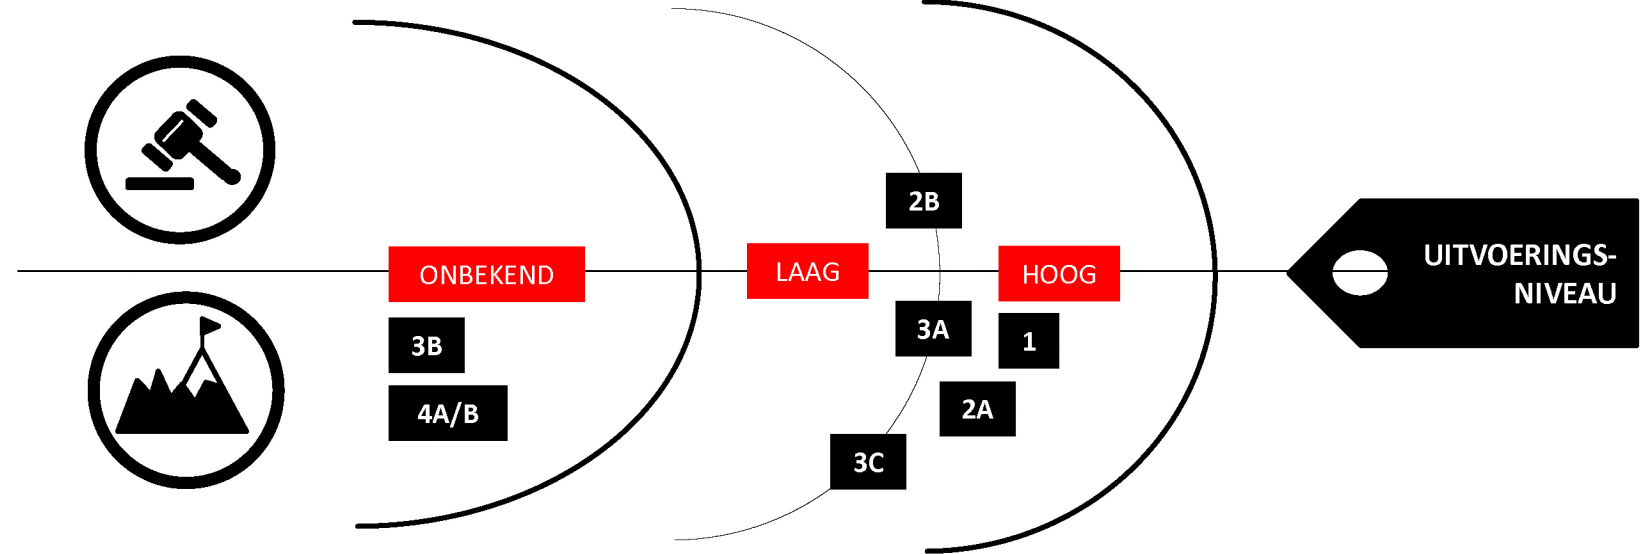 2B
ONBEKEND
LAAG
HOOG
UITVOERINGS-
NIVEAU
3B
3A
1
4A/B
2A
3C